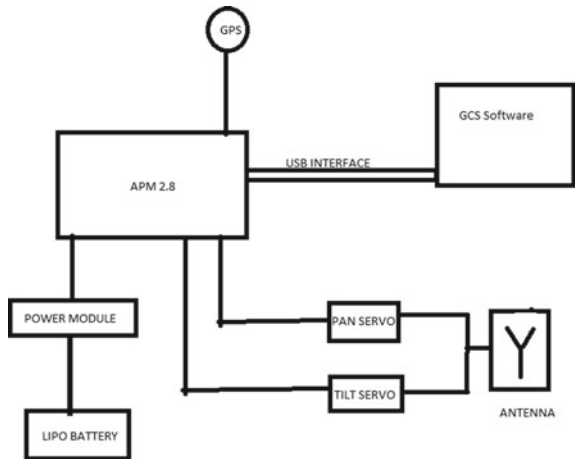 GPS
GCS Software
USB INTERFACE
APM 2.8
POWER MODULE
PAN SERVO
TILT SERVO
ANTENNA
LIPO BATTERY